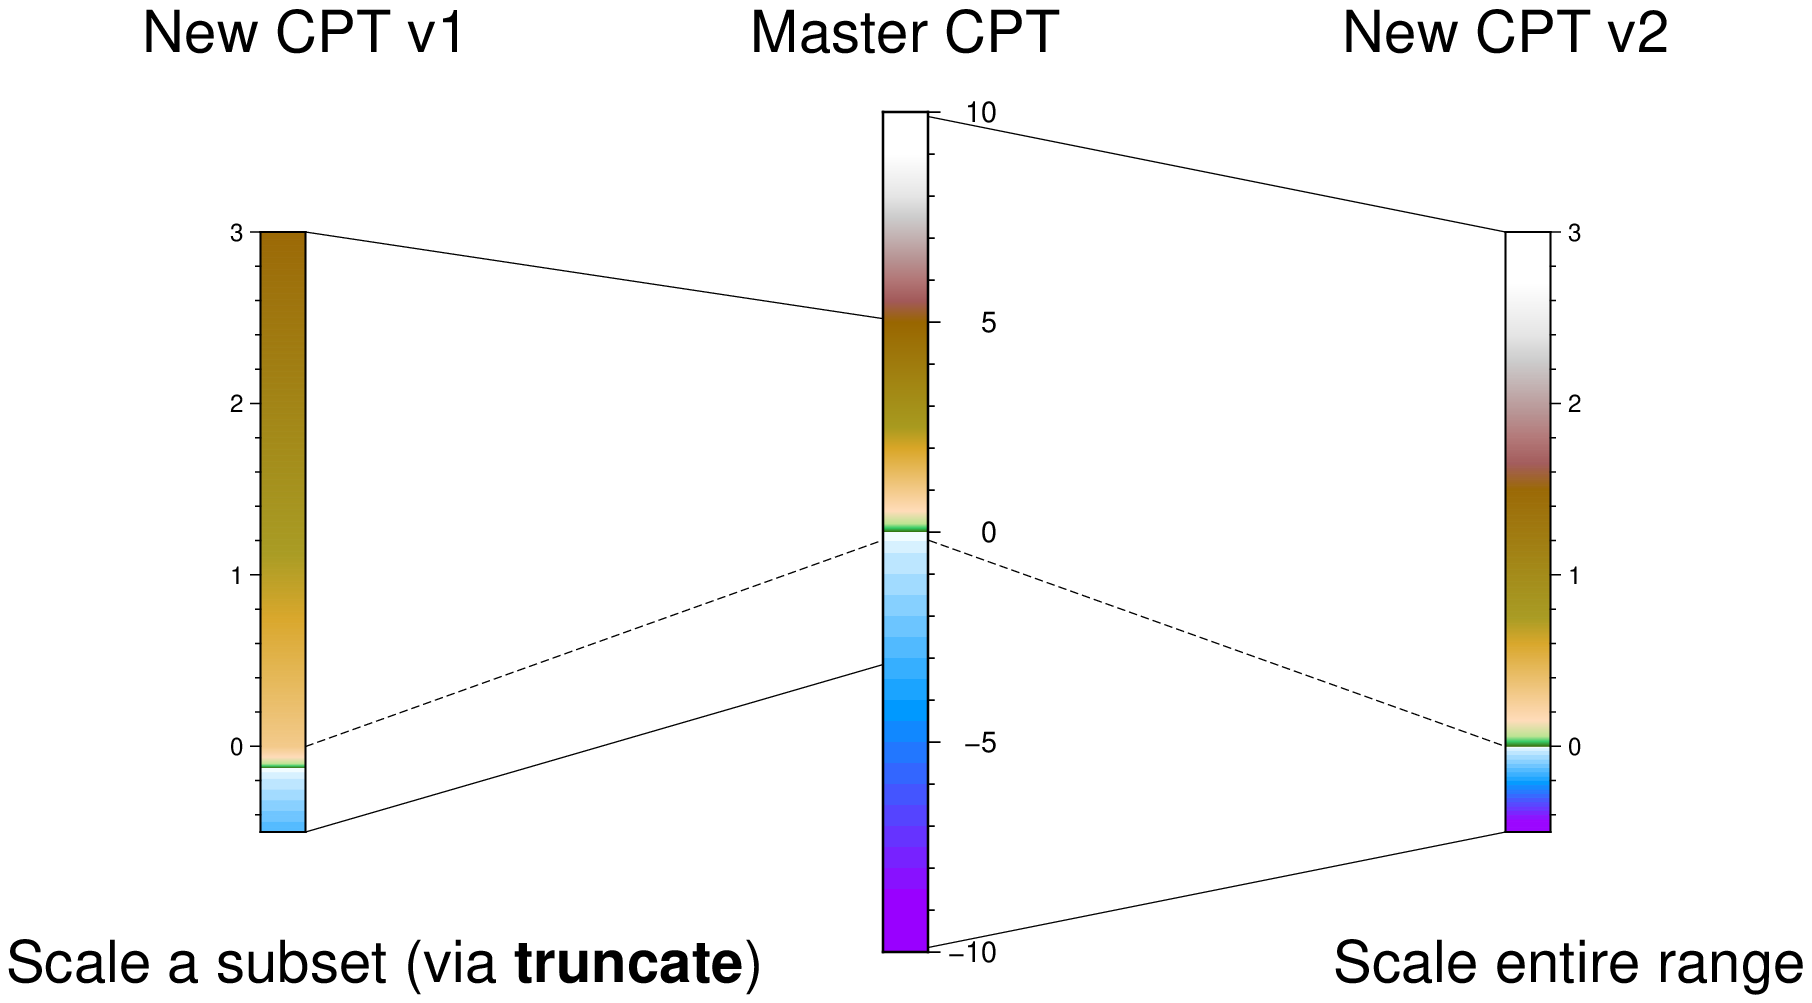 New CPT v1
Master CPT
New CPT v2
3
2
1
0
10
5
0
−5
−10
3
2
1
0
Scale a subset (via truncate)
Scale entire range